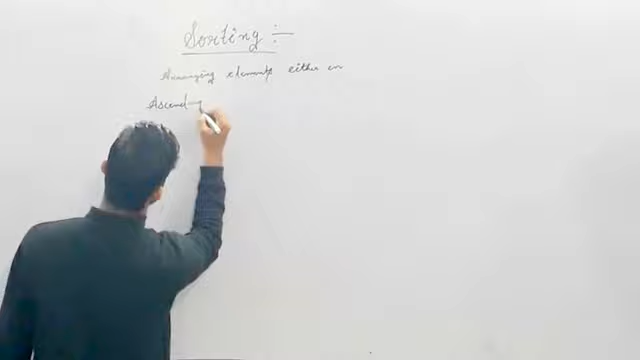 Sorting :-
Arranging elements either in
Ascending